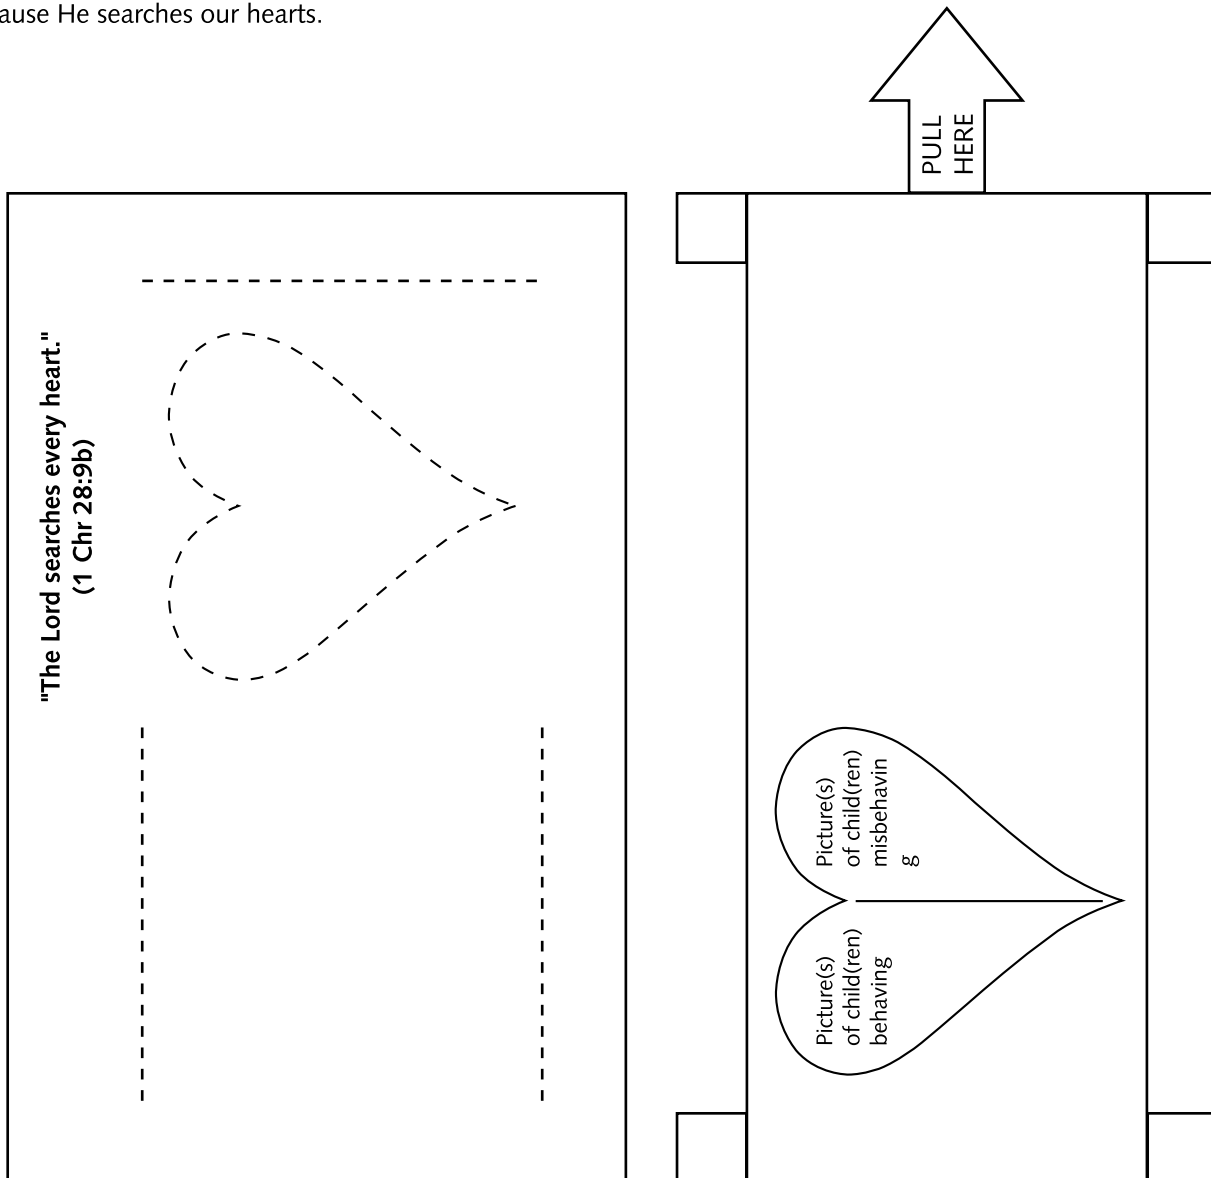 ause He searches our hearts.
PULL
HERE
"The Lord searches every heart."
(1 Chr 28:9b)
Picture(s)
of child(ren)
misbehavin
g
Picture(s)
of child(ren)
behaving